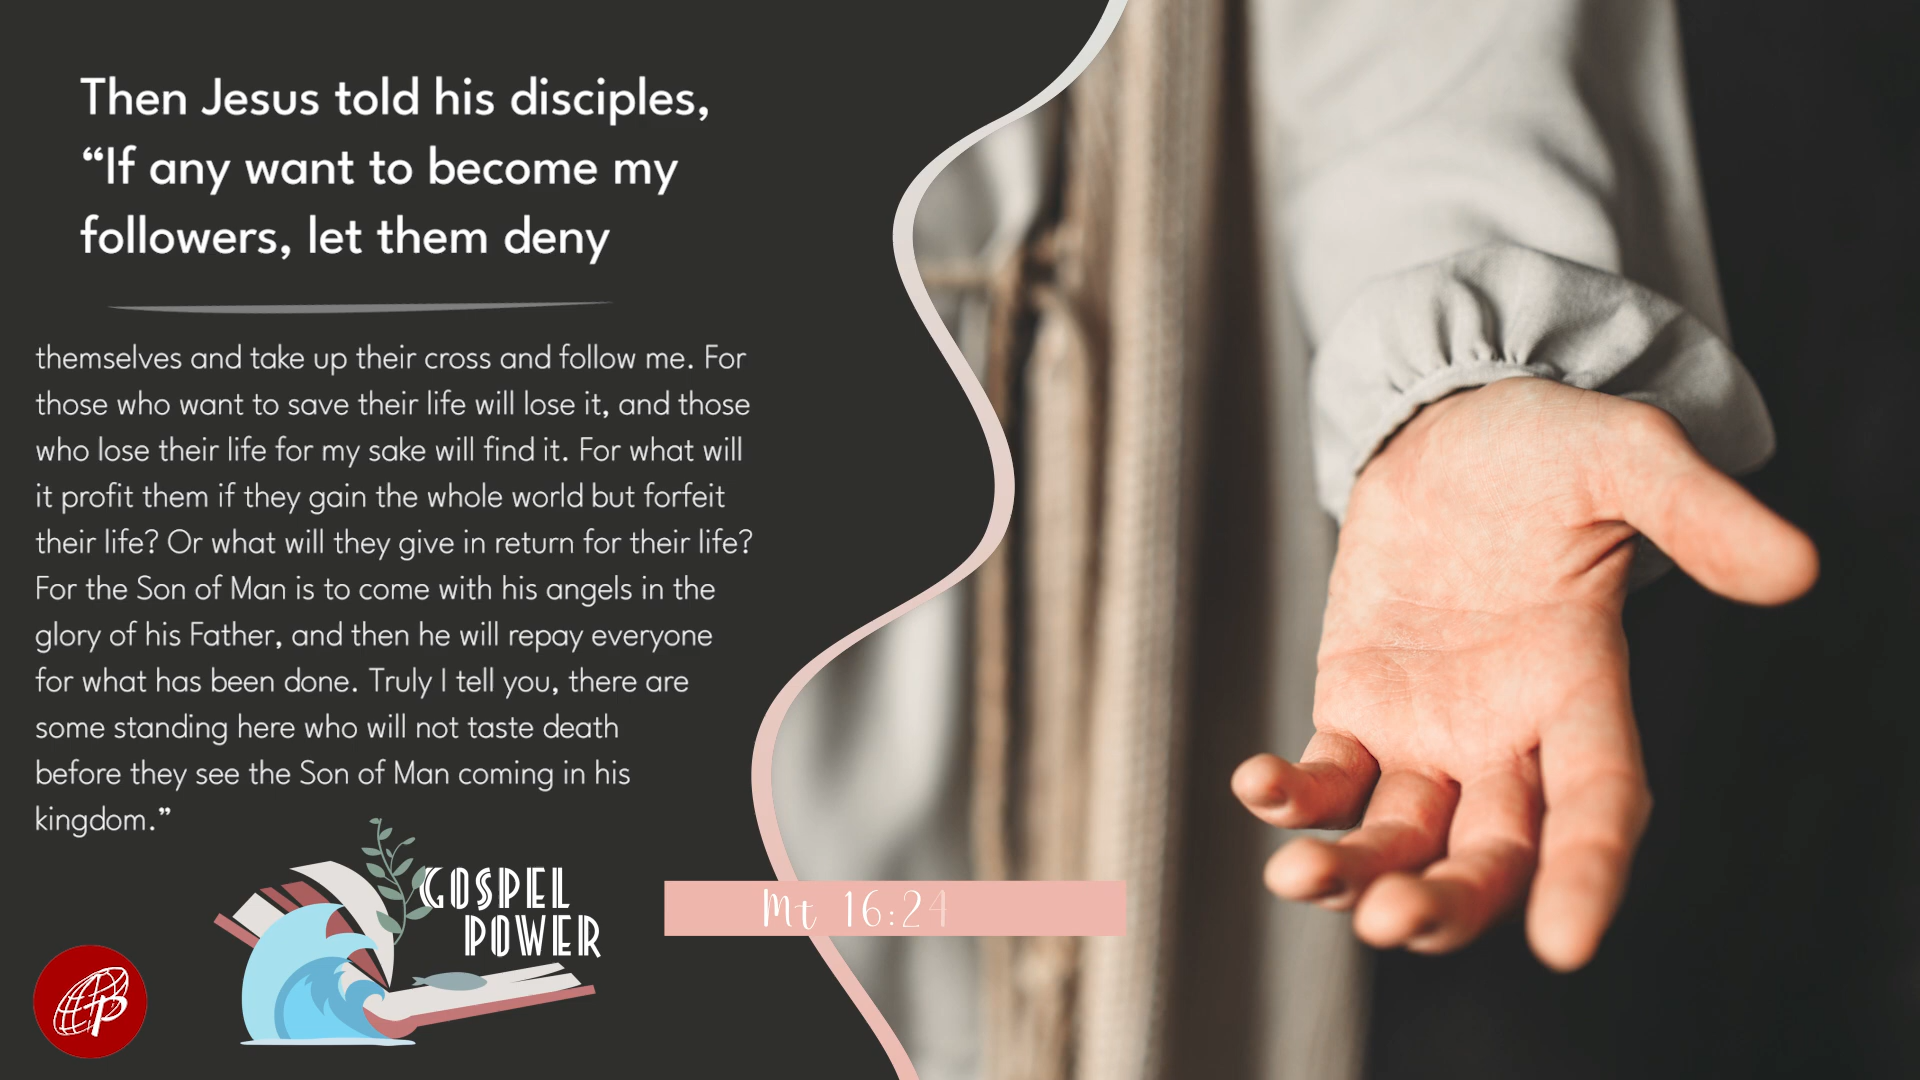 Then Jesus told his disciples,
“If any want to become my
followers, let them deny
themselves and take up their cross and follow me. For
those who want to save their life will lose it, and those
who lose their life for my sake will find it. For what will
it profit them if they gain the whole world but forfeit
their life? Or what will they give in return for their life?
For the Son of Man is to come with his angels in the
glory of his Father, and then he will repay everyone
for what has been done. Truly I tell you, there are
some standing here who will not taste death
before they see the Son of Man coming in his
kingdom.”
GOSPEL
POWER
Mt 16:24